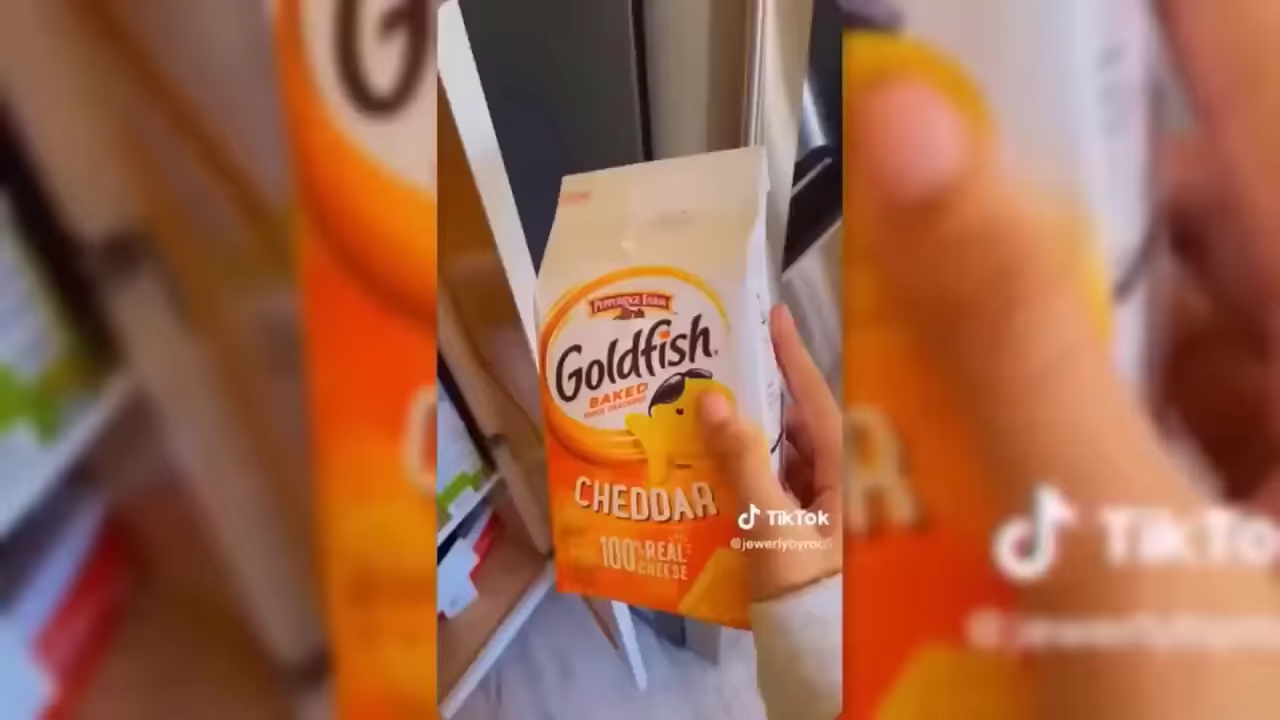 PEPPERIDGE FARM
Goldfish
BAKED
CHEDDAR
100% REAL
CHEESE
TikTok